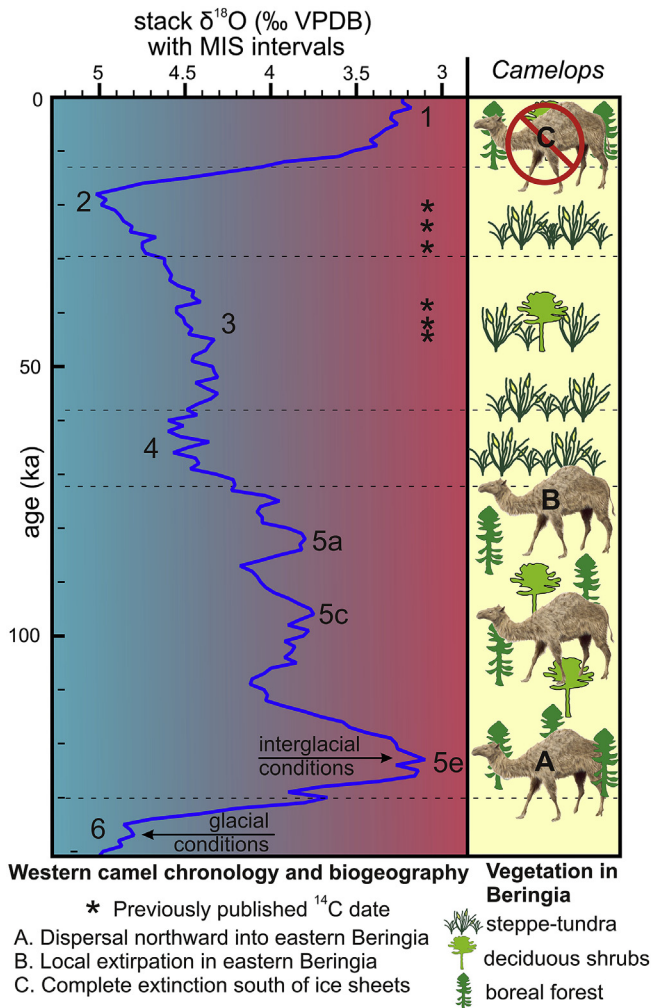 stack δ¹⁸O (‰ VPDB)
with MIS intervals
Camelops
5 4.5 4 3.5 3
0
1
C
2
*
*
*
*
*
*
3
50
4
B
age (ka)
5a
5c
100
interglacial
conditions
5e
A
6
glacial
conditions
Western camel chronology and biogeography
* Previously published ¹⁴C date
A. Dispersal northward into eastern Beringia
B. Local extirpation in eastern Beringia
C. Complete extinction south of ice sheets
Vegetation in
Beringia
steppe-tundra
deciduous shrubs
boreal forest